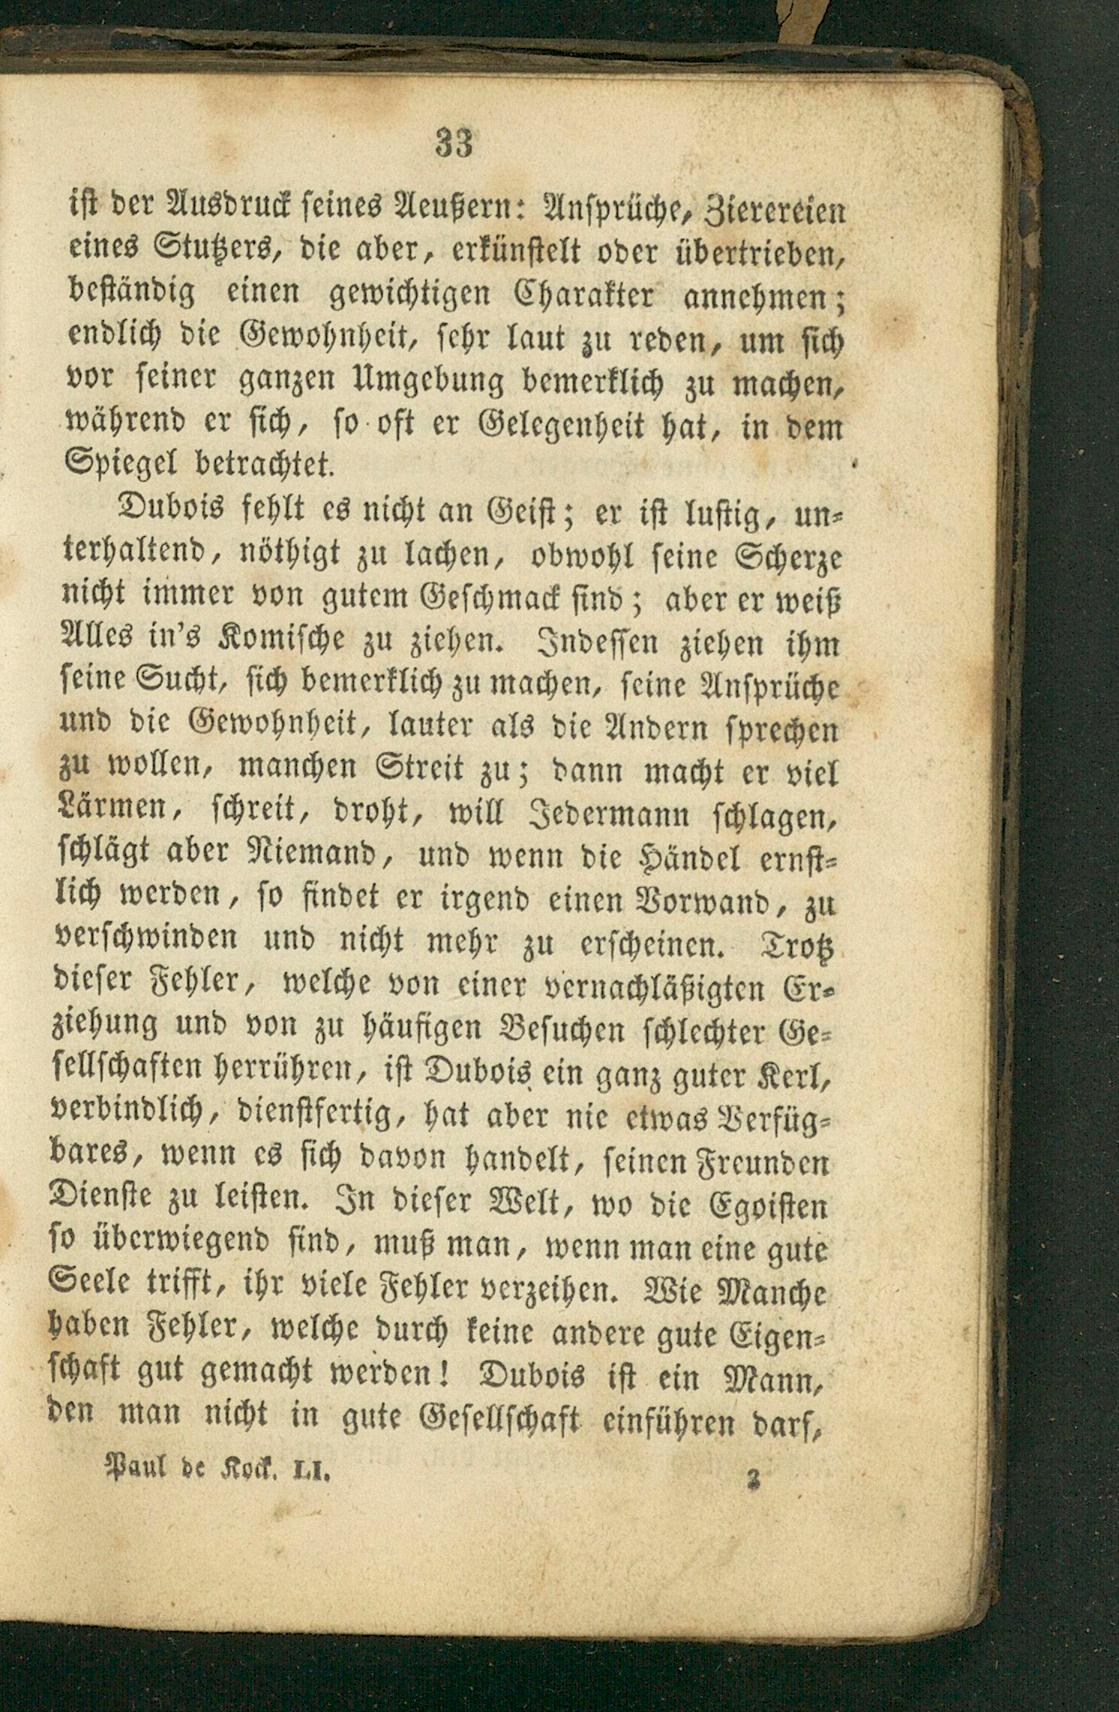 33
ist der Ausdruck seines Aeußern: Ansprüche, Zierereien
eines Stutzers, die aber, erkünstelt oder übertrieben,
beständig einen gewichtigen Charakter annehmen;
endlich die Gewohnheit, sehr laut zu reden, um sich
vor seiner ganzen Umgebung bemerklich zu machen,
während er sich, so oft er Gelegenheit hat, in dem
Spiegel betrachtet.
Dubois fehlt es nicht an Geist; er ist lustig, un-
terhaltend, nöthigt zu lachen, obwohl seine Scherze
nicht immer von gutem Geschmack sind; aber er weiß
Alles in's Komische zu ziehen. Indessen ziehen ihm
seine Sucht, sich bemerklich zu machen, seine Ansprüche
und die Gewohnheit, lauter als die Andern sprechen
zu wollen, manchen Streit zu; dann macht er viel
Lärmen, schreit, droht, will Jedermann schlagen,
schlägt aber Niemand, und wenn die Händel ernst-
lich werden, so findet er irgend einen Vorwand, zu
verschwinden und nicht mehr zu erscheinen. Trotz
dieser Fehler, welche von einer vernachläßigten Er-
ziehung und von zu häufigen Besuchen schlechter Ge-
sellschaften herrühren, ist Dubois ein ganz guter Kerl,
verbindlich, dienstfertig, hat aber nie etwas Verfüg-
bares, wenn es sich davon handelt, seinen Freunden
Dienste zu leisten. In dieser Welt, wo die Egoisten
so überwiegend sind, muß man, wenn man eine gute
Seele trifft, ihr viele Fehler verzeihen. Wie Manche
haben Fehler, welche durch keine andere gute Eigen-
schaft gut gemacht werden! Dubois ist ein Mann,
den man nicht in gute Gesellschaft einführen darf,
Paul de Kock. LI. 3